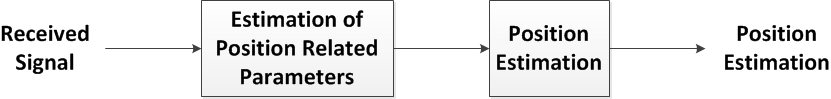 Received
Signal
Estimation of
Position Related
Parameters
Position
Estimation
Position
Estimation